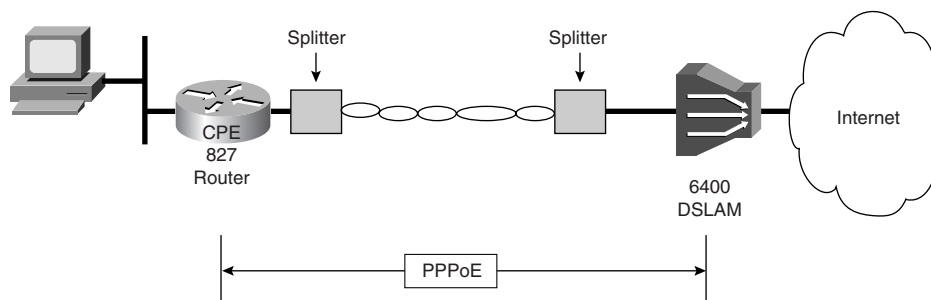 Splitter
Splitter
CPE
827
Router
6400
DSLAM
Internet
PPPoE